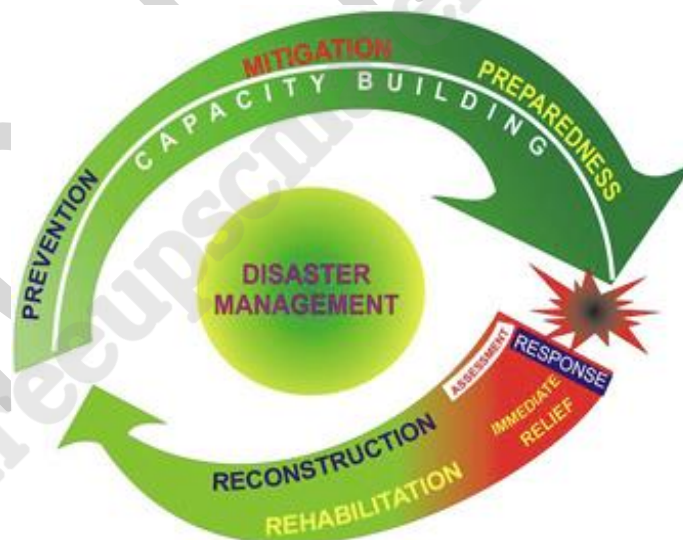 MITIGATION
PREPAREDNESS
CAPACITY BUILDING
PREVENTION
DISASTER
MANAGEMENT
ASSESSMENT
RESPONSE
IMMEDIATE
RELIEF
RECONSTRUCTION
REHABILITATION